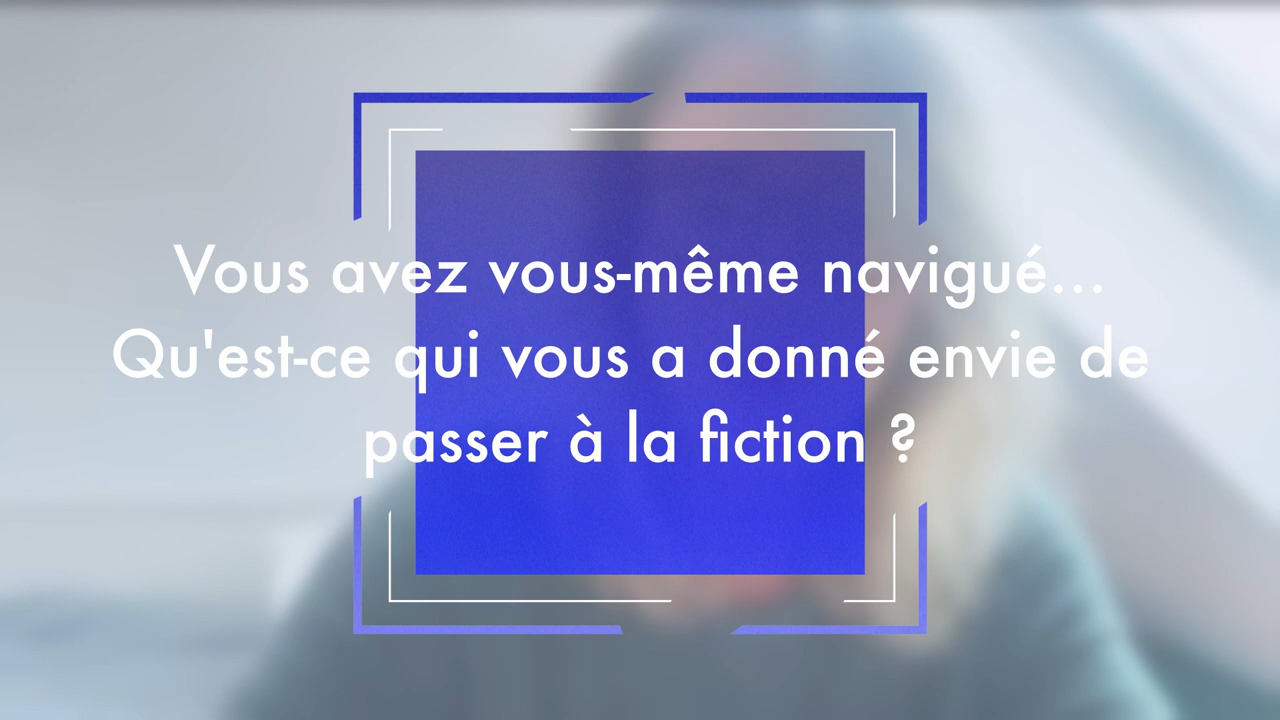 Vous avez vous-même navigué...
Qu'est-ce qui vous a donné envie de
passer à la fiction ?